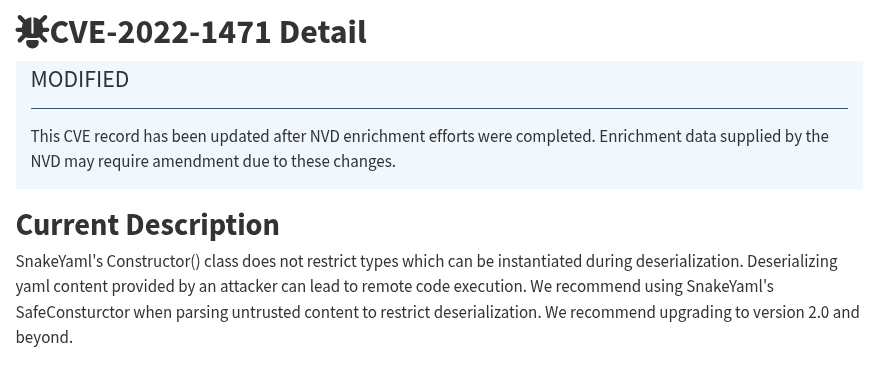 CVE-2022-1471 Detail
MODIFIED
This CVE record has been updated after NVD enrichment efforts were completed. Enrichment data supplied by the
NVD may require amendment due to these changes.
Current Description
SnakeYaml's Constructor() class does not restrict types which can be instantiated during deserialization. Deserializing
yaml content provided by an attacker can lead to remote code execution. We recommend using SnakeYaml's
SafeConsturctor when parsing untrusted content to restrict deserialization. We recommend upgrading to version 2.0 and
beyond.